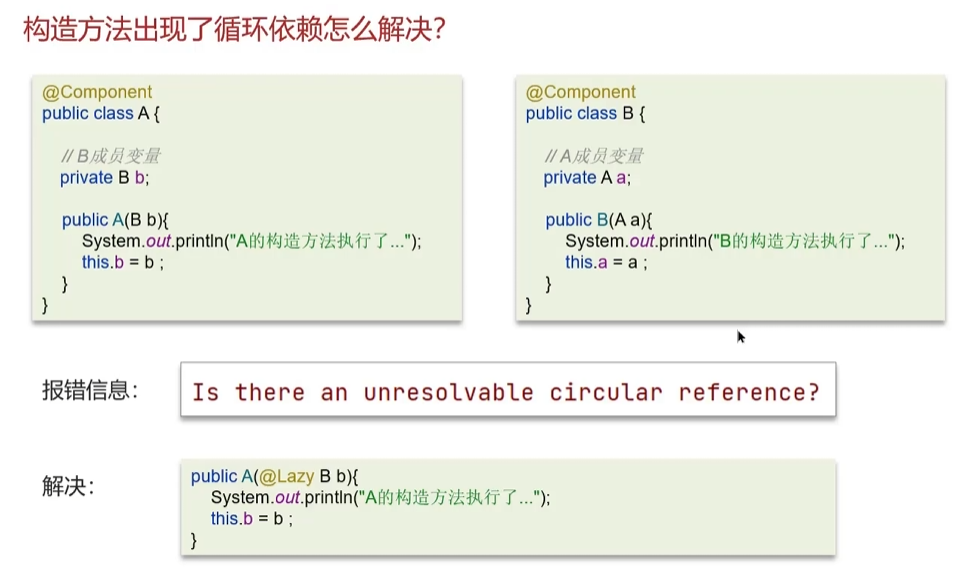 构造方法出现了循环依赖怎么解决?
@Component
public class A {
// B成员变量
private B b;
public A(B b){
System.out.println("A的构造方法执行了...");
this.b = b ;
}
}
@Component
public class B {
// A成员变量
private A a;
public B(A a){
System.out.println("B的构造方法执行了...");
this.a = a ;
}
}
报错信息:
Is there an unresolvable circular reference?
解决:
public A(@Lazy B b){
System.out.println("A的构造方法执行了...");
this.b = b ;
}